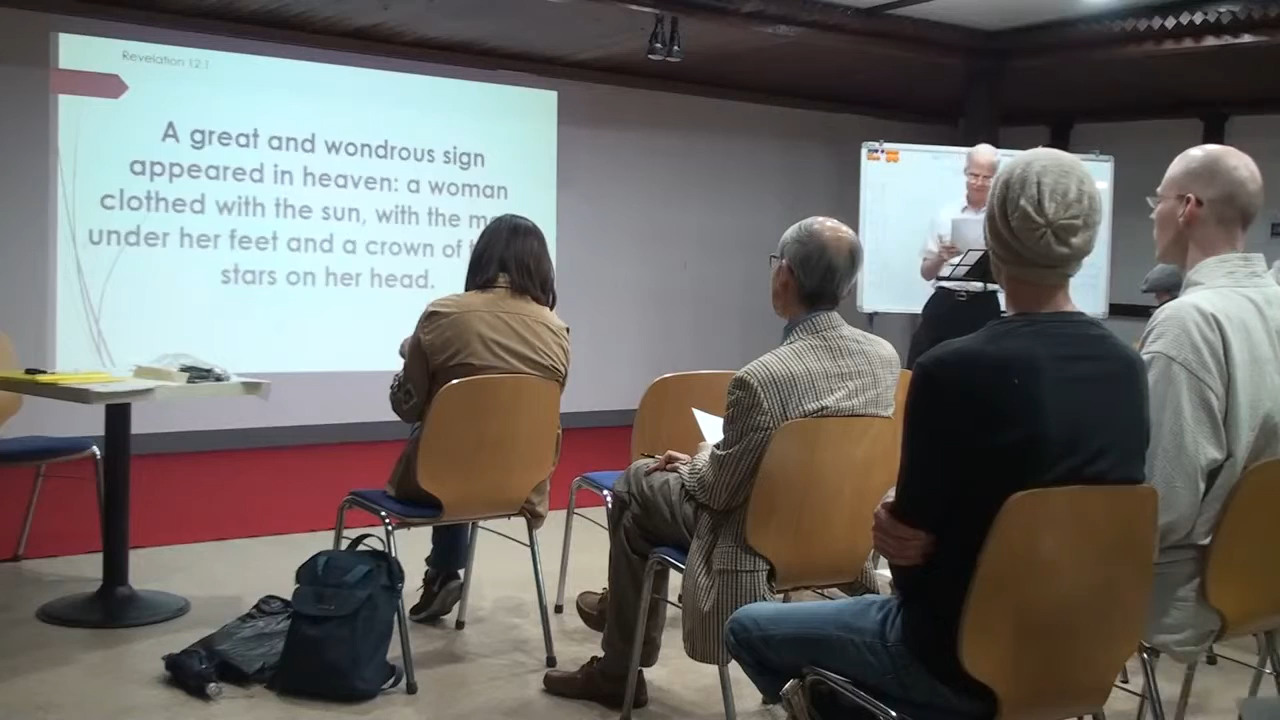 Revelation 12:1
A great and wondrous sign
appeared in heaven: a woman
clothed with the sun, with the
under her feet and a crown of
stars on her head.